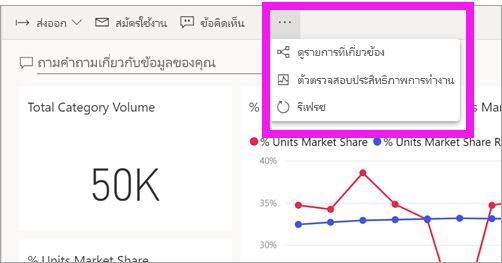 ส่งออก สมัครใช้งาน ข้อคิดเห็น ...
ดูรายการที่เกี่ยวข้อง
ตัวตรวจสอบประสิทธิภาพการทำงาน
รีเฟรช
ถามคำถามเกี่ยวกับข้อมูลของคุณ
Total Category Volume
50K
%
% Units Market Share % Units Market Share R
40%
35%
30%
% Units Market Share